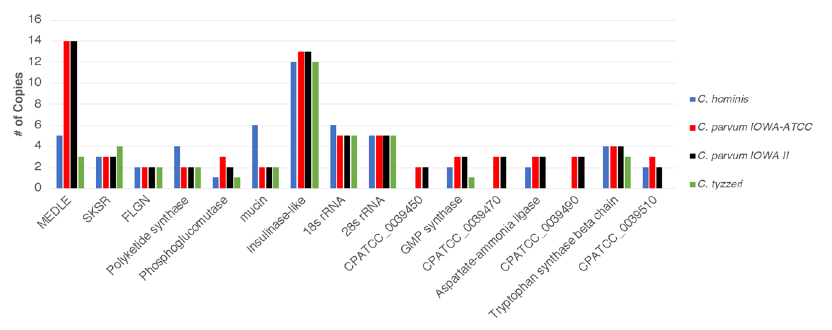 16
14
12
10
8
6
4
2
0
# of Copies
MEDLE
SKSR
FLGN
Polyketide synthase
Phosphoglucomutase
mucin
Insulinase-like
18s rRNA
28s rRNA
CPATCC_0039450
GMP synthase
CPATCC_0039470
Aspartate-ammonia ligase
CPATCC_0039490
Tryptophan synthase beta chain
CPATCC_0039510
C. hominis
C. parvum IOWA-ATCC
C. parvum IOWA II
C. tyzzeri